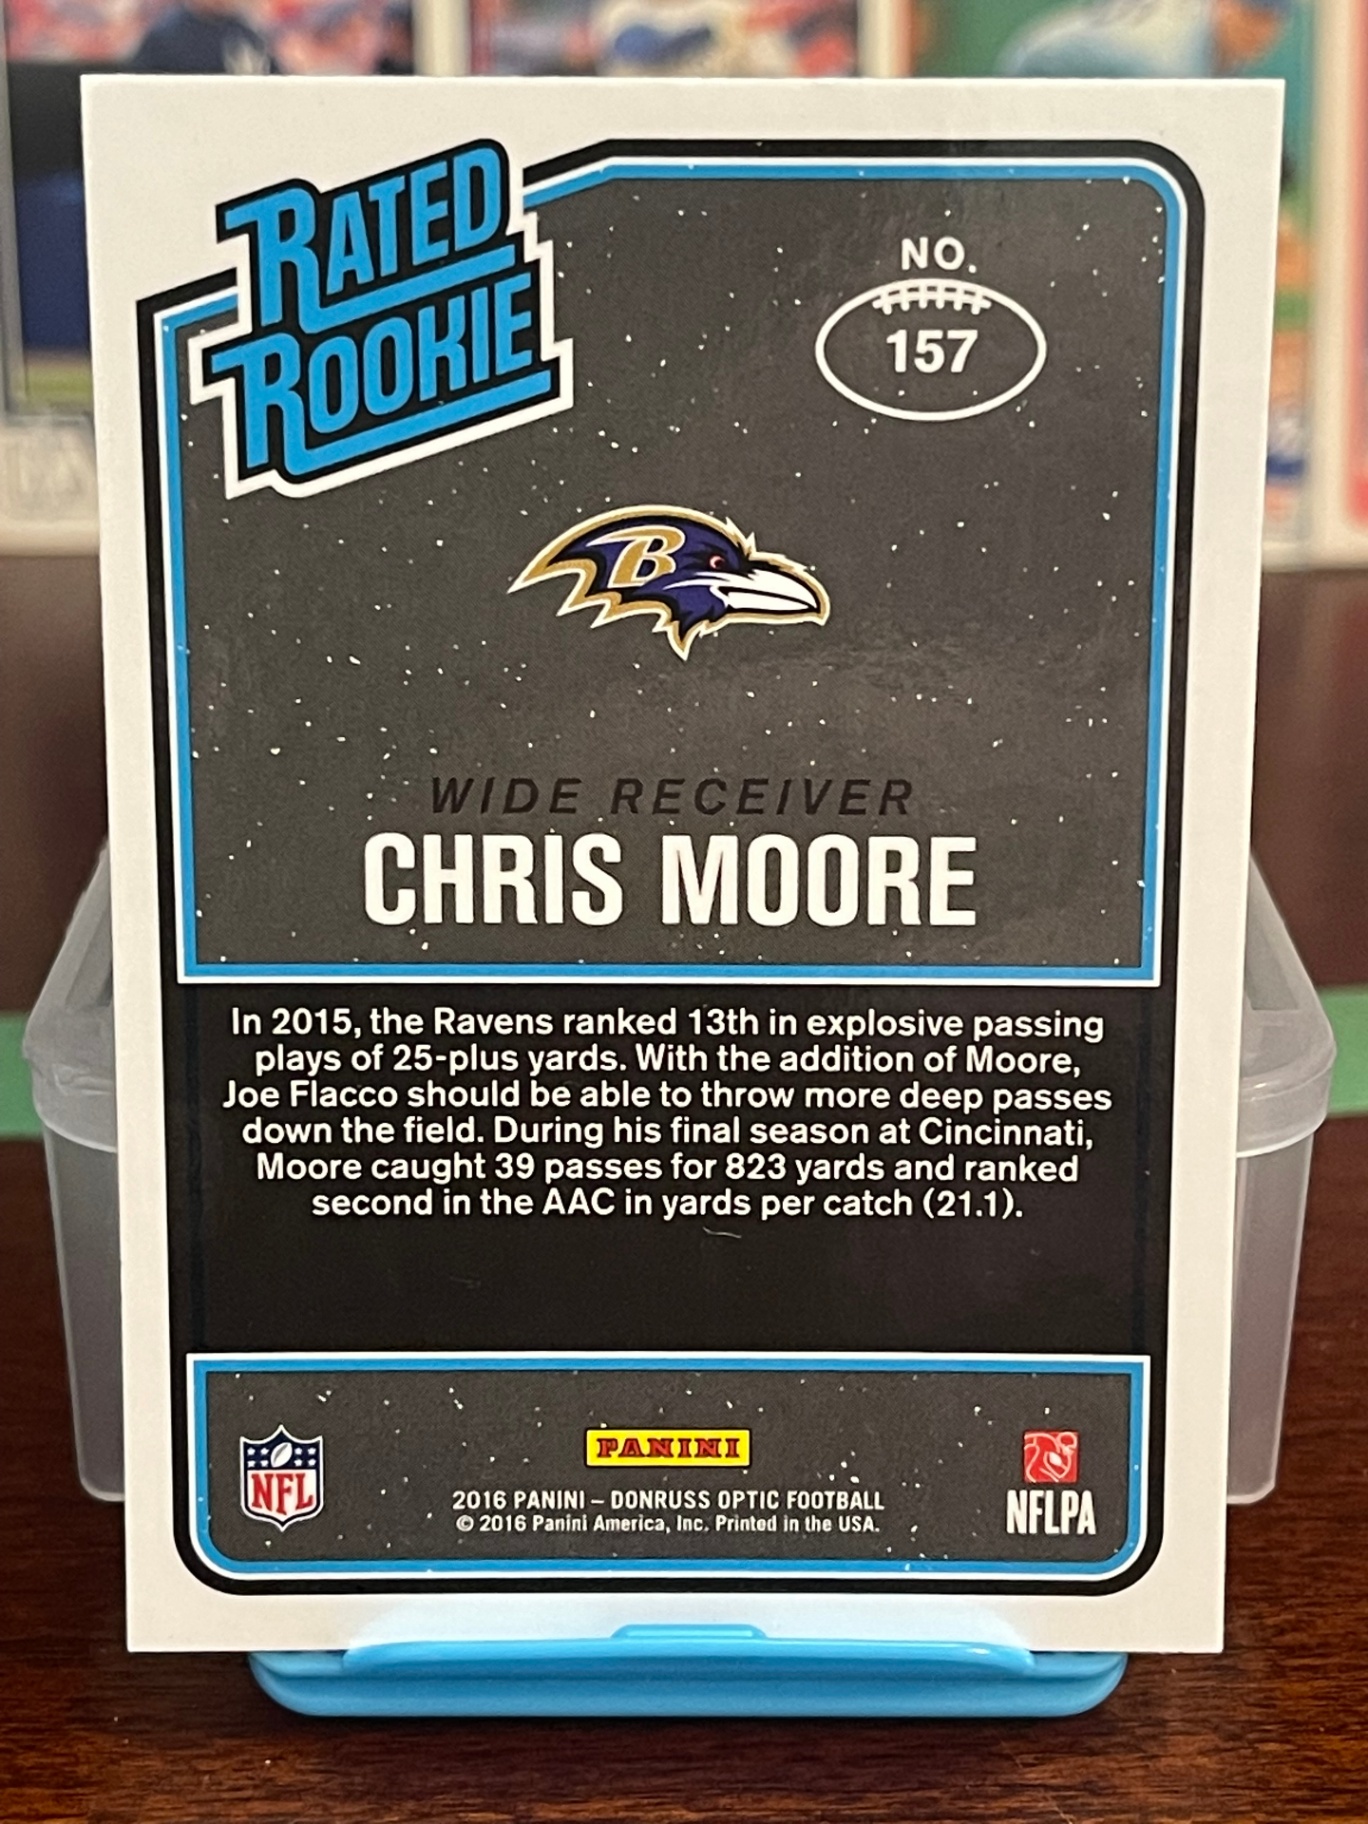 RATED
ROOKIE
NO.
157
B
WIDE RECEIVER
CHRIS MOORE
In 2015, the Ravens ranked 13th in explosive passing
plays of 25-plus yards. With the addition of Moore,
Joe Flacco should be able to throw more deep passes
down the field. During his final season at Cincinnati,
Moore caught 39 passes for 823 yards and ranked
second in the AAC in yards per catch (21.1).
NFL
PANINI
2016 PANINI – DONRUSS OPTIC FOOTBALL
© 2016 Panini America, Inc. Printed in the USA.
NFLPA